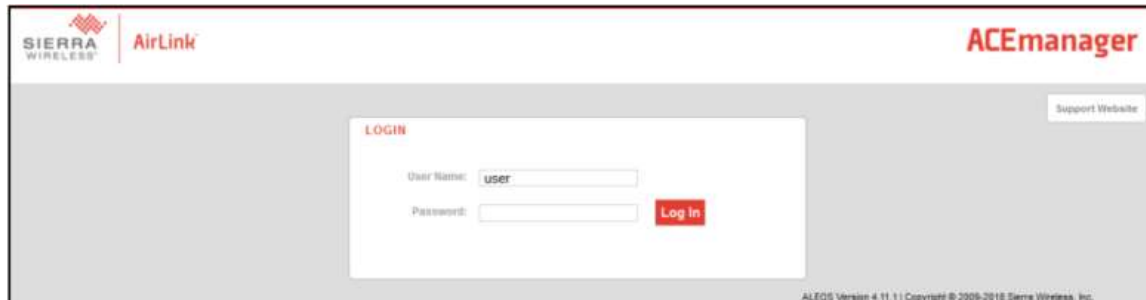 SIERRA
WIRELESS
AirLink
ACEmanager
Support Website
LOGIN
User Name: user
Password:
Log In
ALEOS Version 4.11.1 | Copyright © 2009-2018 Sierra Wireless, Inc.